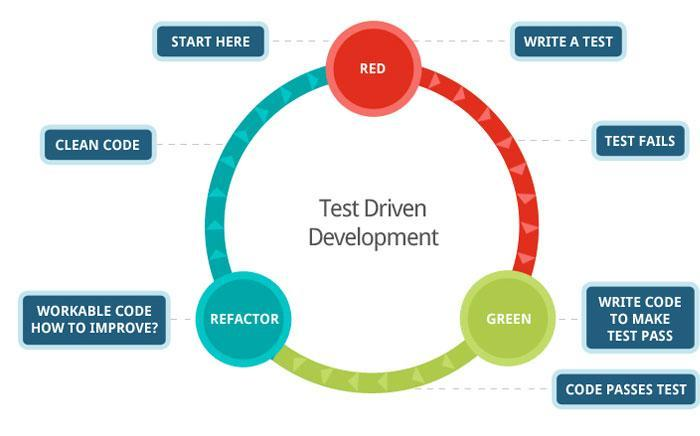 START HERE
RED
WRITE A TEST
CLEAN CODE
TEST FAILS
Test Driven
Development
WORKABLE CODE
HOW TO IMPROVE?
REFACTOR
GREEN
WRITE CODE
TO MAKE
TEST PASS
CODE PASSES TEST